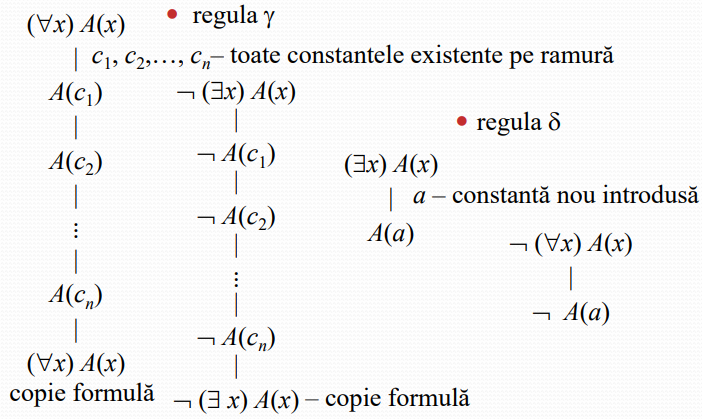 • regula γ
(∀x) A(x)
c1, c2,…, cn– toate constantele existente pe ramură
A(c1)
A(c2)
⋮
A(cn)
(∀x) A(x)
copie formulă
¬ (∃x) A(x)
¬ A(c1)
¬ A(c2)
⋮
¬ A(cn)
¬ (∃ x) A(x) – copie formulă
• regula δ
(∃x) A(x)
a – constantă nou introdusă
A(a)
¬ (∀x) A(x)
¬ A(a)